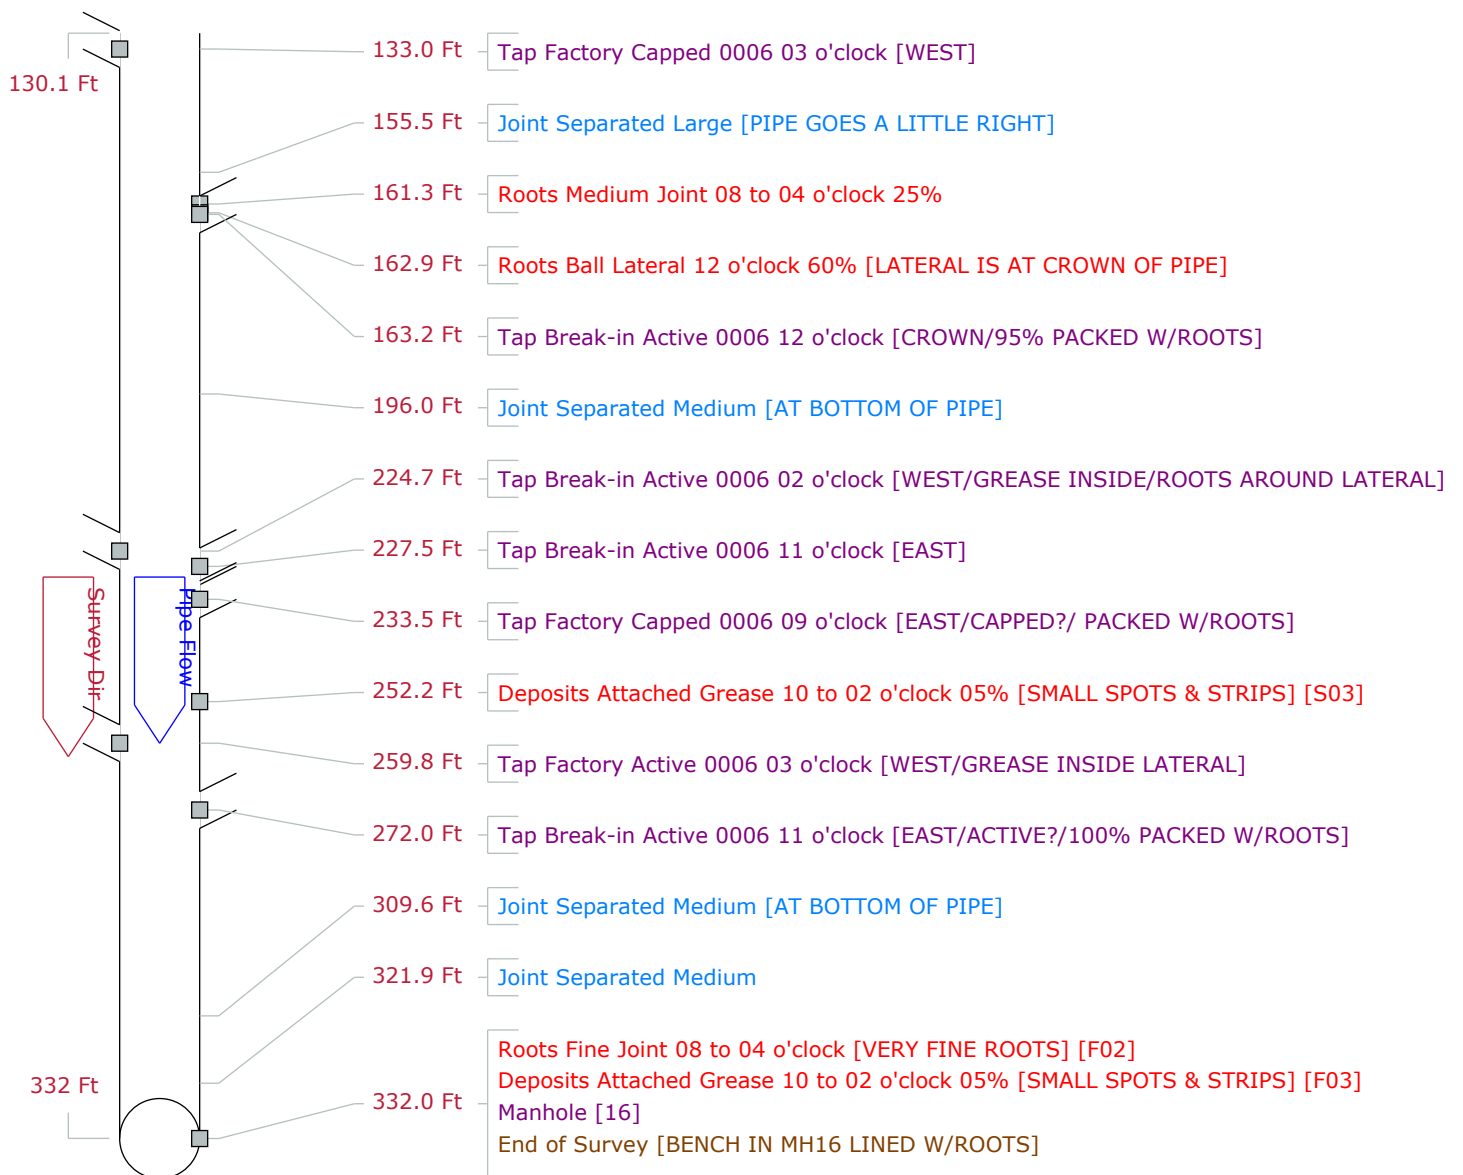 130.1 Ft
133.0 Ft Tap Factory Capped 0006 03 o'clock [WEST]
155.5 Ft Joint Separated Large [PIPE GOES A LITTLE RIGHT]
161.3 Ft Roots Medium Joint 08 to 04 o'clock 25%
162.9 Ft Roots Ball Lateral 12 o'clock 60% [LATERAL IS AT CROWN OF PIPE]
163.2 Ft Tap Break-in Active 0006 12 o'clock [CROWN/95% PACKED W/ROOTS]
196.0 Ft Joint Separated Medium [AT BOTTOM OF PIPE]
224.7 Ft Tap Break-in Active 0006 02 o'clock [WEST/GREASE INSIDE/ROOTS AROUND LATERAL]
227.5 Ft Tap Break-in Active 0006 11 o'clock [EAST]
Survey Dir
Pipe Flow
233.5 Ft Tap Factory Capped 0006 09 o'clock [EAST/CAPPED?/ PACKED W/ROOTS]
252.2 Ft Deposits Attached Grease 10 to 02 o'clock 05% [SMALL SPOTS & STRIPS] [S03]
259.8 Ft Tap Factory Active 0006 03 o'clock [WEST/GREASE INSIDE LATERAL]
272.0 Ft Tap Break-in Active 0006 11 o'clock [EAST/ACTIVE?/100% PACKED W/ROOTS]
309.6 Ft Joint Separated Medium [AT BOTTOM OF PIPE]
321.9 Ft Joint Separated Medium
332 Ft
332.0 Ft
Roots Fine Joint 08 to 04 o'clock [VERY FINE ROOTS] [F02]
Deposits Attached Grease 10 to 02 o'clock 05% [SMALL SPOTS & STRIPS] [F03]
Manhole [16]
End of Survey [BENCH IN MH16 LINED W/ROOTS]